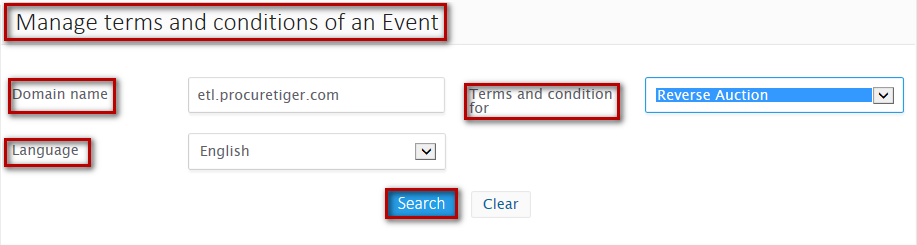 Manage terms and conditions of an Event
Domain name
etl.procuretiger.com
Terms and condition
for
Reverse Auction
Language
English
Search
Clear